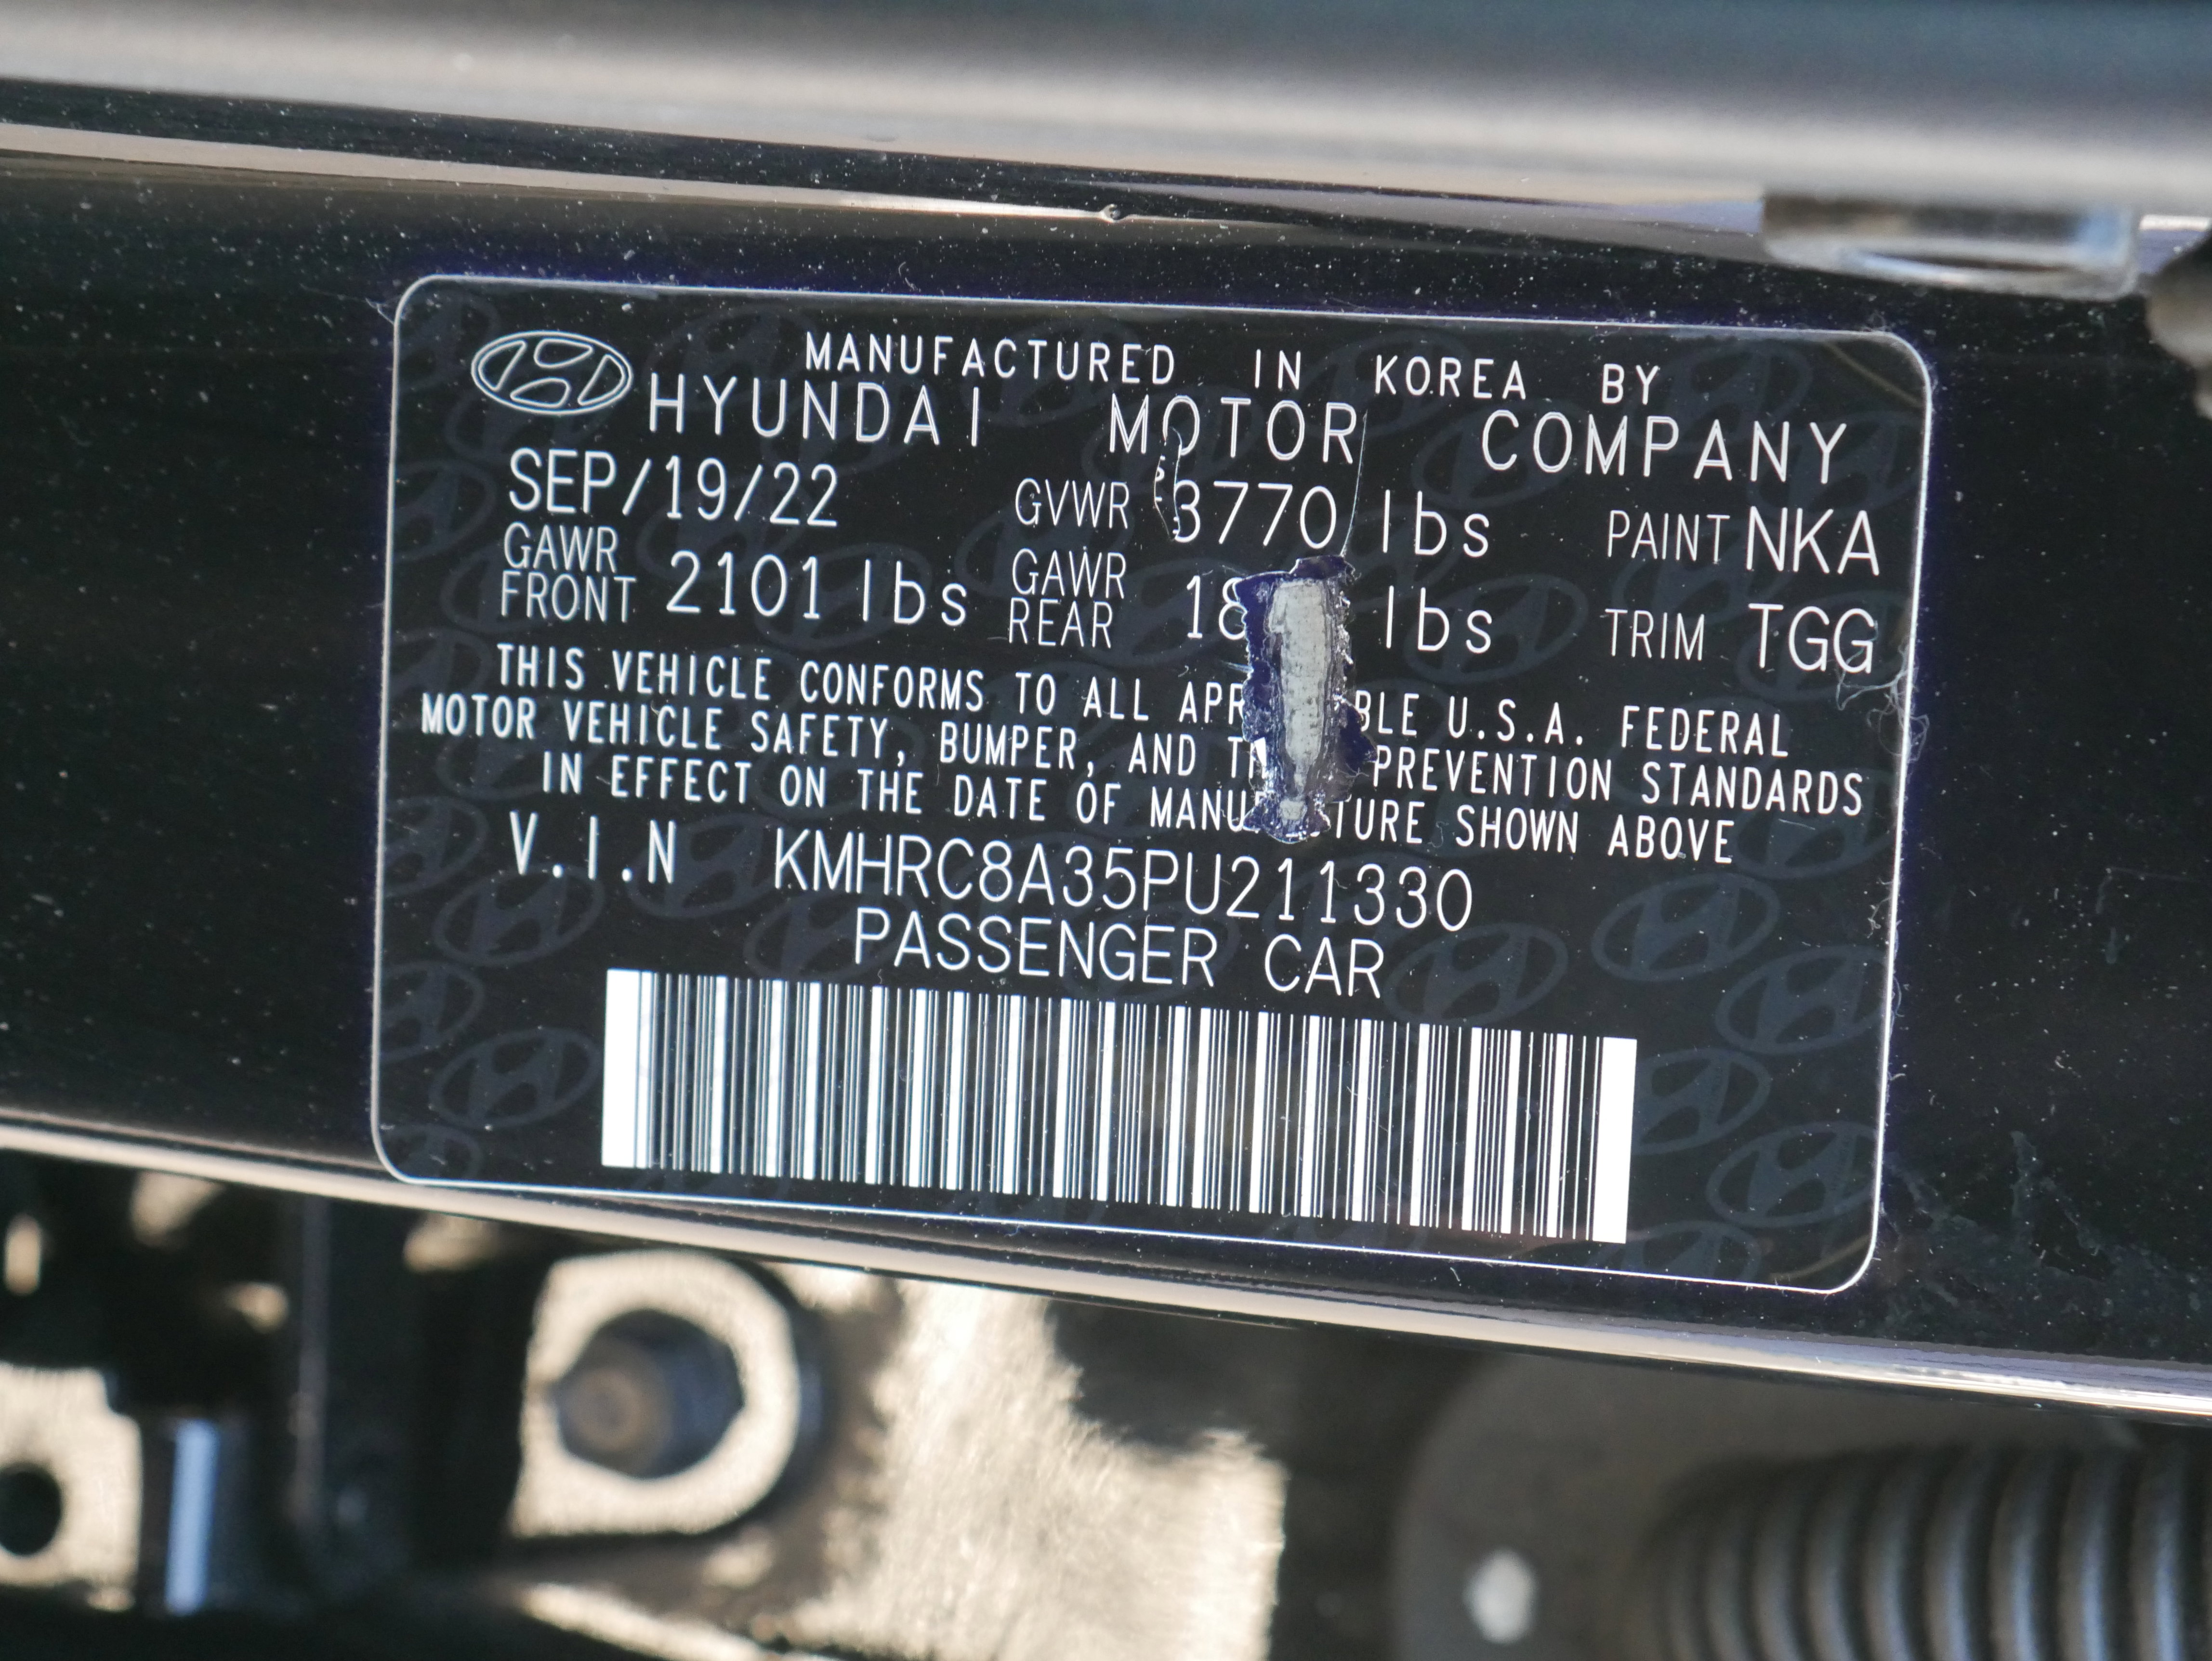 MANUFACTURED IN KOREA BY
HYUNDAI MOTOR COMPANY
SEP/19/22 GVWR 3770 lbs PAINT NKA
GAWR FRONT 2101 lbs GAWR REAR lbs TRIM TGG
THIS VEHICLE CONFORMS TO ALL U.S.A. FEDERAL
MOTOR VEHICLE SAFETY, BUMPER, AND PREVENTION STANDARDS
IN EFFECT ON THE DATE OF SHOWN ABOVE
V.I.N KMHRC8A35PU211330
PASSENGER CAR